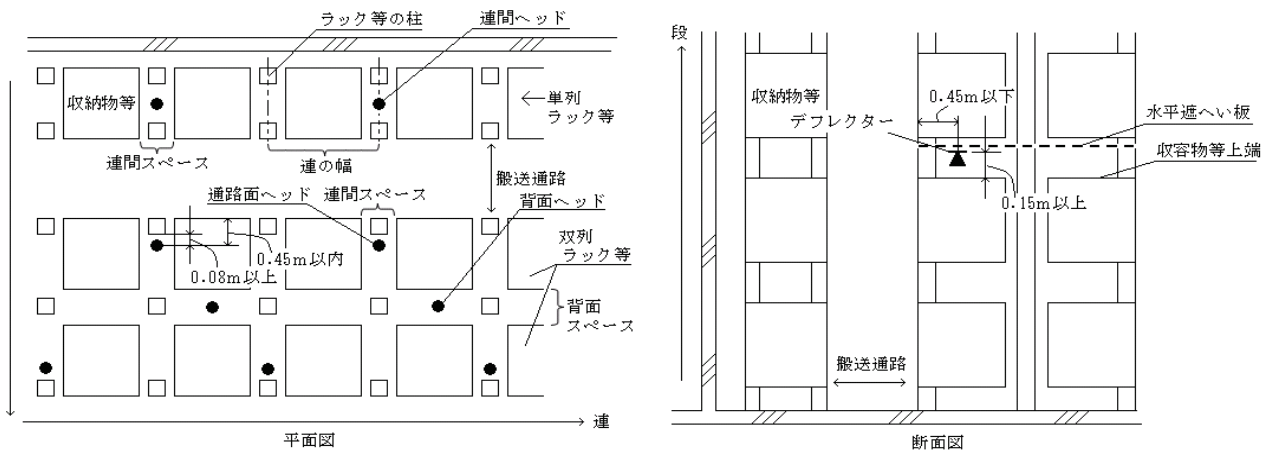 ラック等の柱
連間ヘッド
収納物等
単列
ラック等
連間スペース
連の幅
搬送通路
通路面ヘッド
連間スペース
背面ヘッド
0.45m以内
0.08m以上
双列
ラック等
背面
スペース
連
平面図
段
収納物等
0.45m以下
デフレクター
水平遮へい板
収容物等上端
0.15m以上
搬送通路
断面図